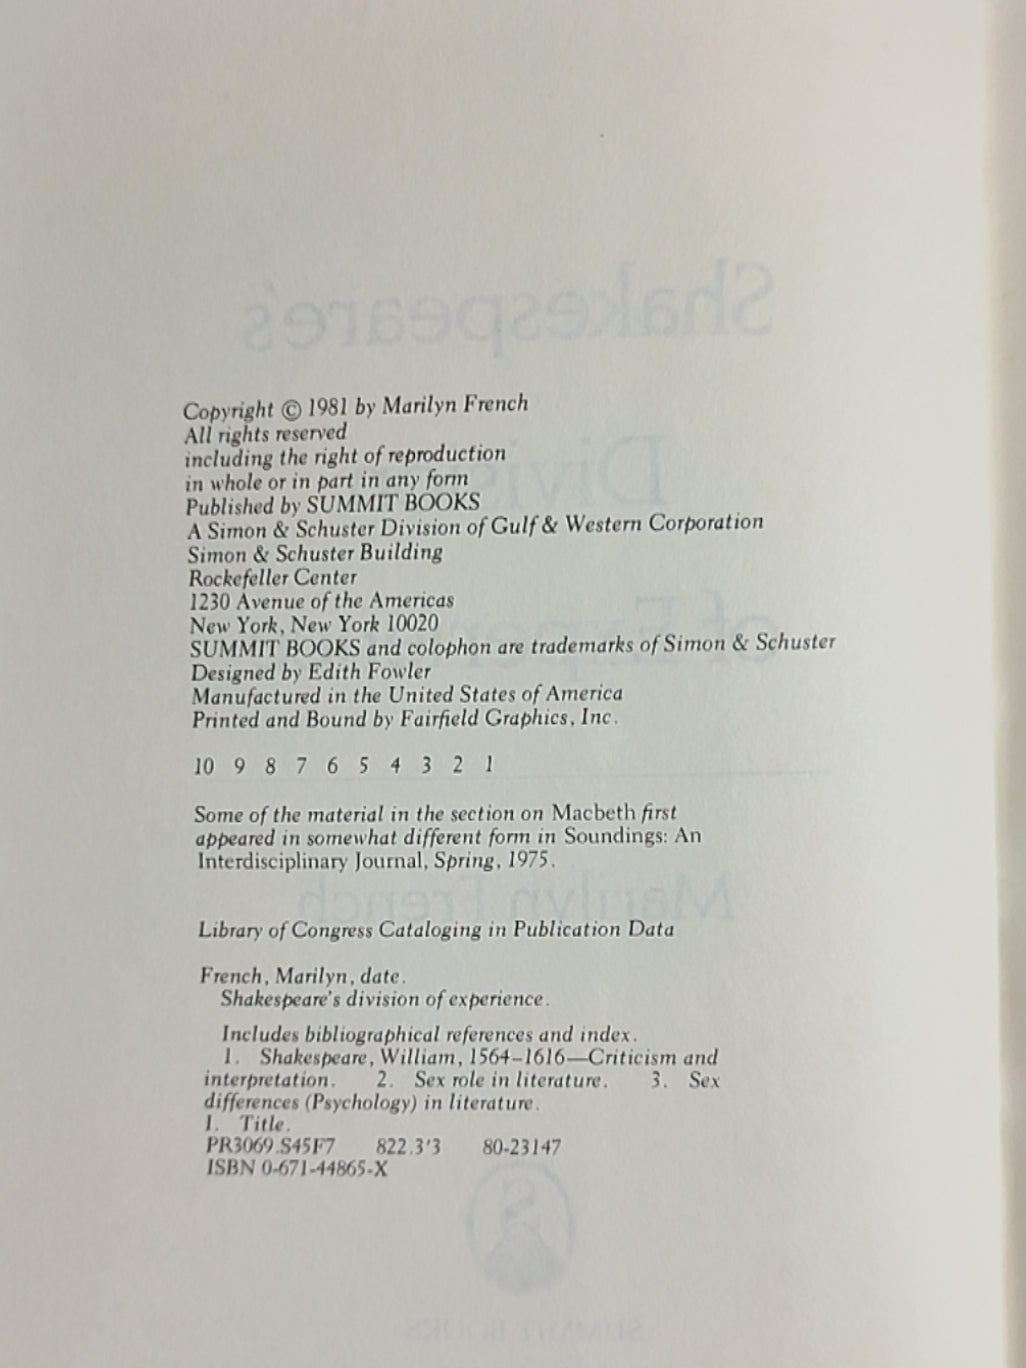 Copyright © 1981 by Marilyn French
All rights reserved
including the right of reproduction
in whole or in part in any form
Published by SUMMIT BOOKS
A Simon & Schuster Division of Gulf & Western Corporation
Simon & Schuster Building
Rockefeller Center
1230 Avenue of the Americas
New York, New York 10020
SUMMIT BOOKS and colophon are trademarks of Simon & Schuster
Designed by Edith Fowler
Manufactured in the United States of America
Printed and Bound by Fairfield Graphics, Inc.
10 9 8 7 6 5 4 3 2 1
Some of the material in the section on Macbeth first
appeared in somewhat different form in Soundings: An
Interdisciplinary Journal, Spring, 1975.
Library of Congress Cataloging in Publication Data
French, Marilyn, date.
Shakespeare's division of experience.
Includes bibliographical references and index.
1. Shakespeare, William, 1564–1616—Criticism and
interpretation. 2. Sex role in literature. 3. Sex
differences (Psychology) in literature.
I. Title.
PR3069.S45F7 822.3'3 80-23147
ISBN 0-671-44865-X